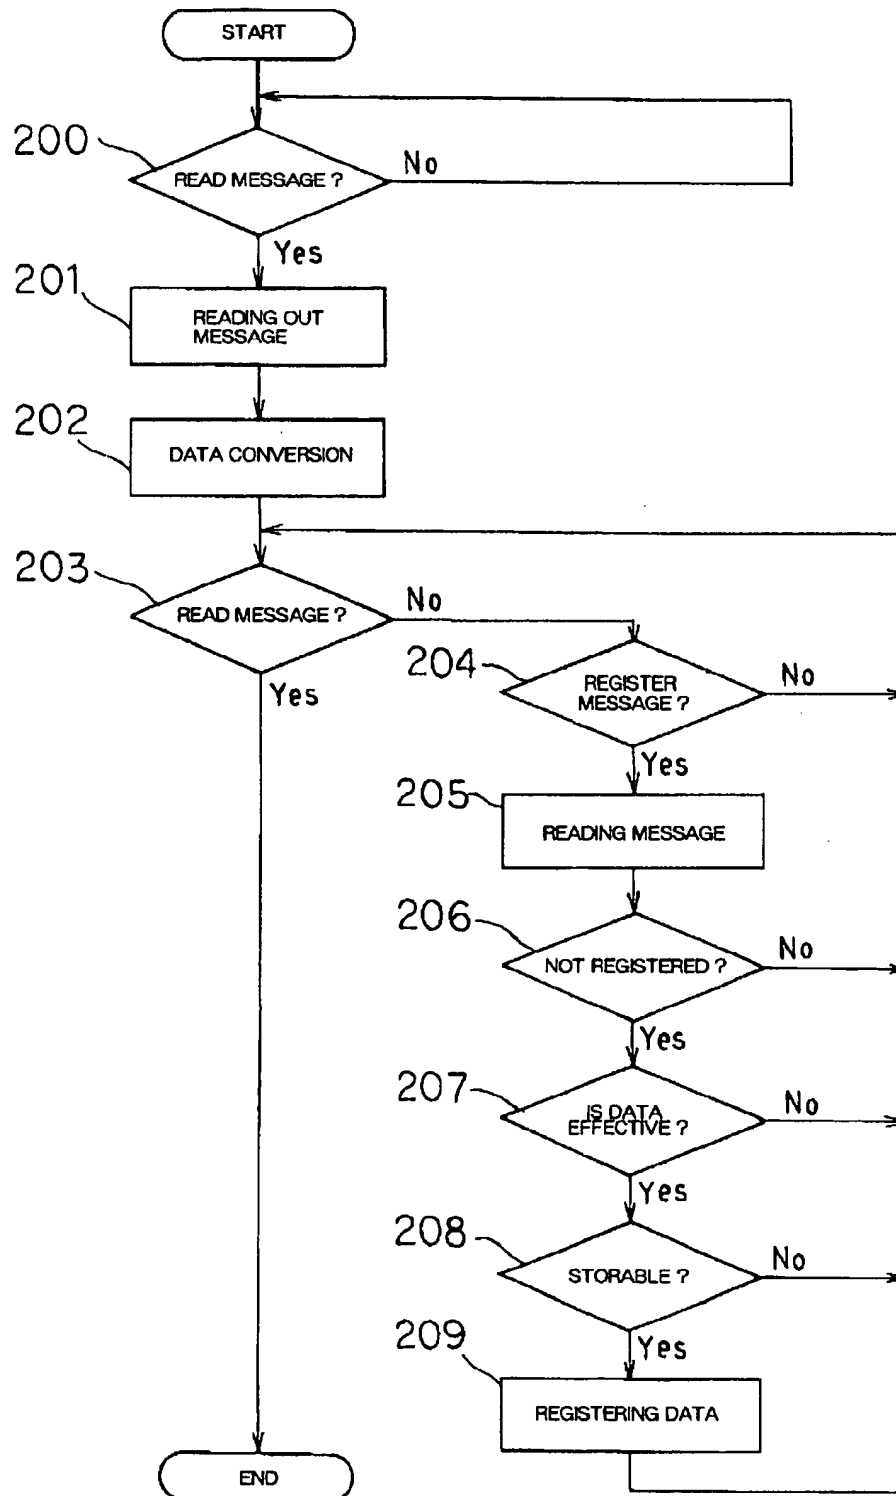 START
200
READ MESSAGE ?
No
Yes
201
READING OUT
MESSAGE
202
DATA CONVERSION
203
READ MESSAGE ?
No
Yes
204
REGISTER
MESSAGE ?
No
Yes
205
READING MESSAGE
206
NOT REGISTERED ?
No
Yes
207
IS DATA
EFFECTIVE ?
No
Yes
208
STORABLE ?
No
Yes
209
REGISTERING DATA
END